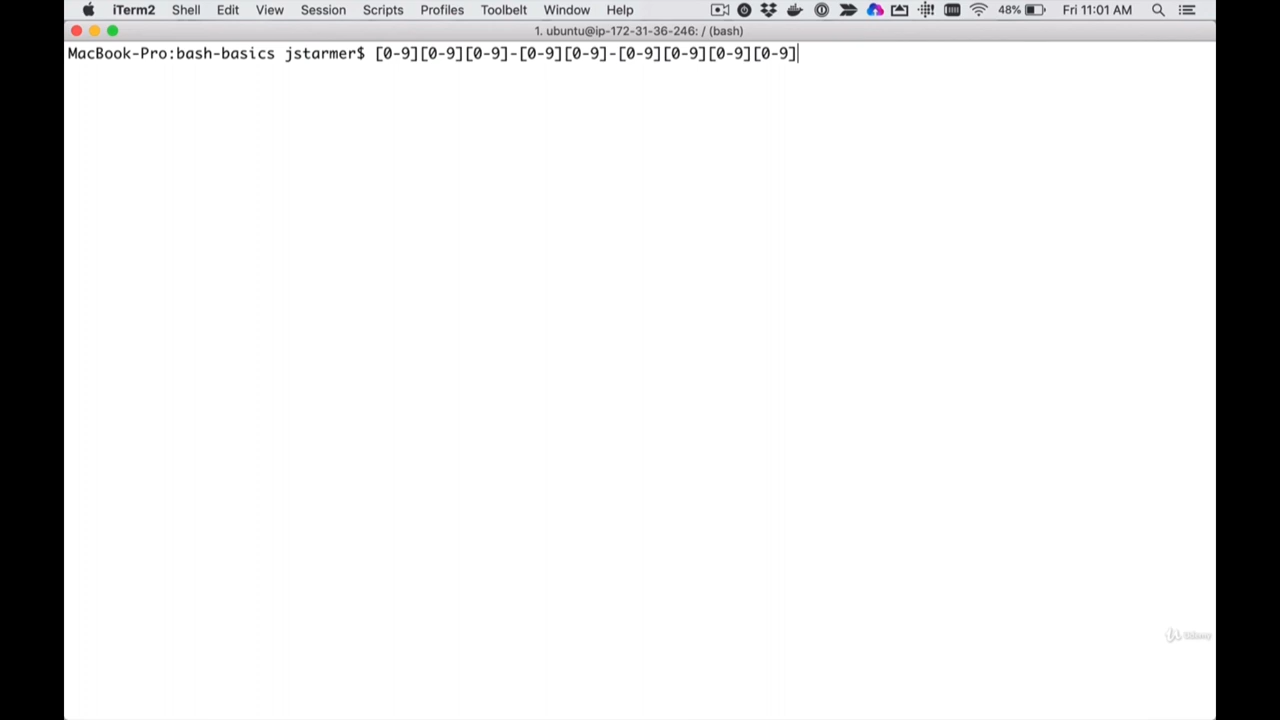 iTerm2 Shell Edit View Session Scripts Profiles Toolbelt Window Help 48% Fri 11:01 AM
1. ubuntu@ip-172-31-36-246: / (bash)
MacBook-Pro:bash-basics jstarmer$ [0-9][0-9][0-9]-[0-9][0-9]-[0-9][0-9][0-9][0-9]
Udemy